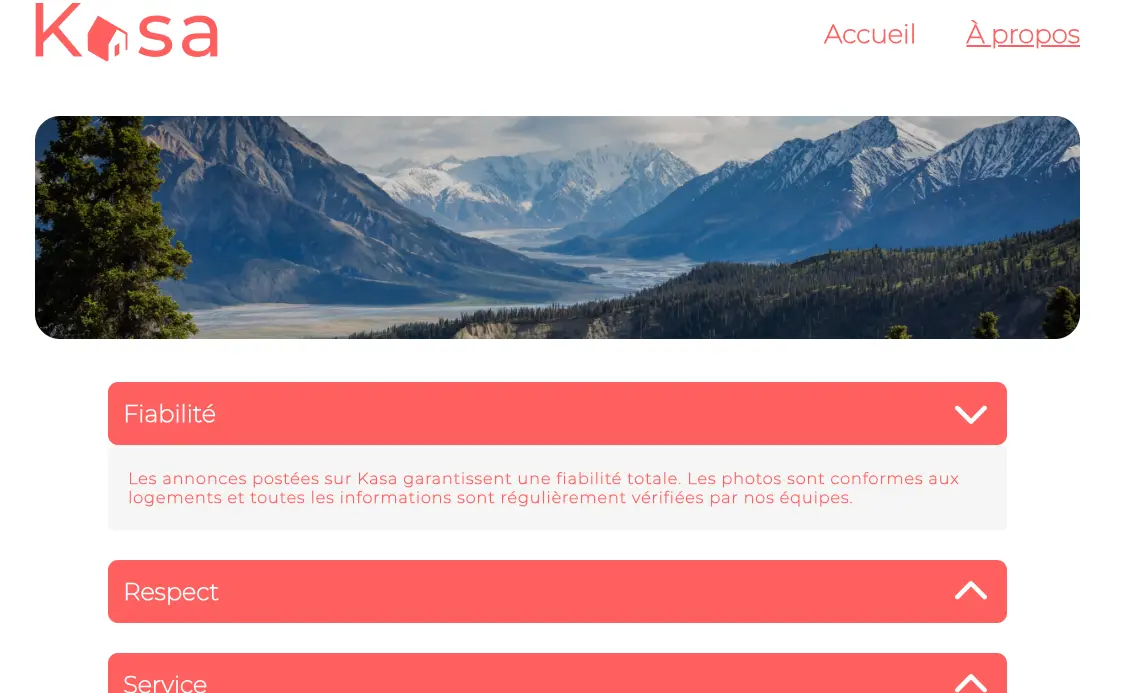 Kasa
Accueil
À propos
Fiabilité
Les annonces postées sur Kasa garantissent une fiabilité totale. Les photos sont conformes aux
logements et toutes les informations sont régulièrement vérifiées par nos équipes.
Respect
Service